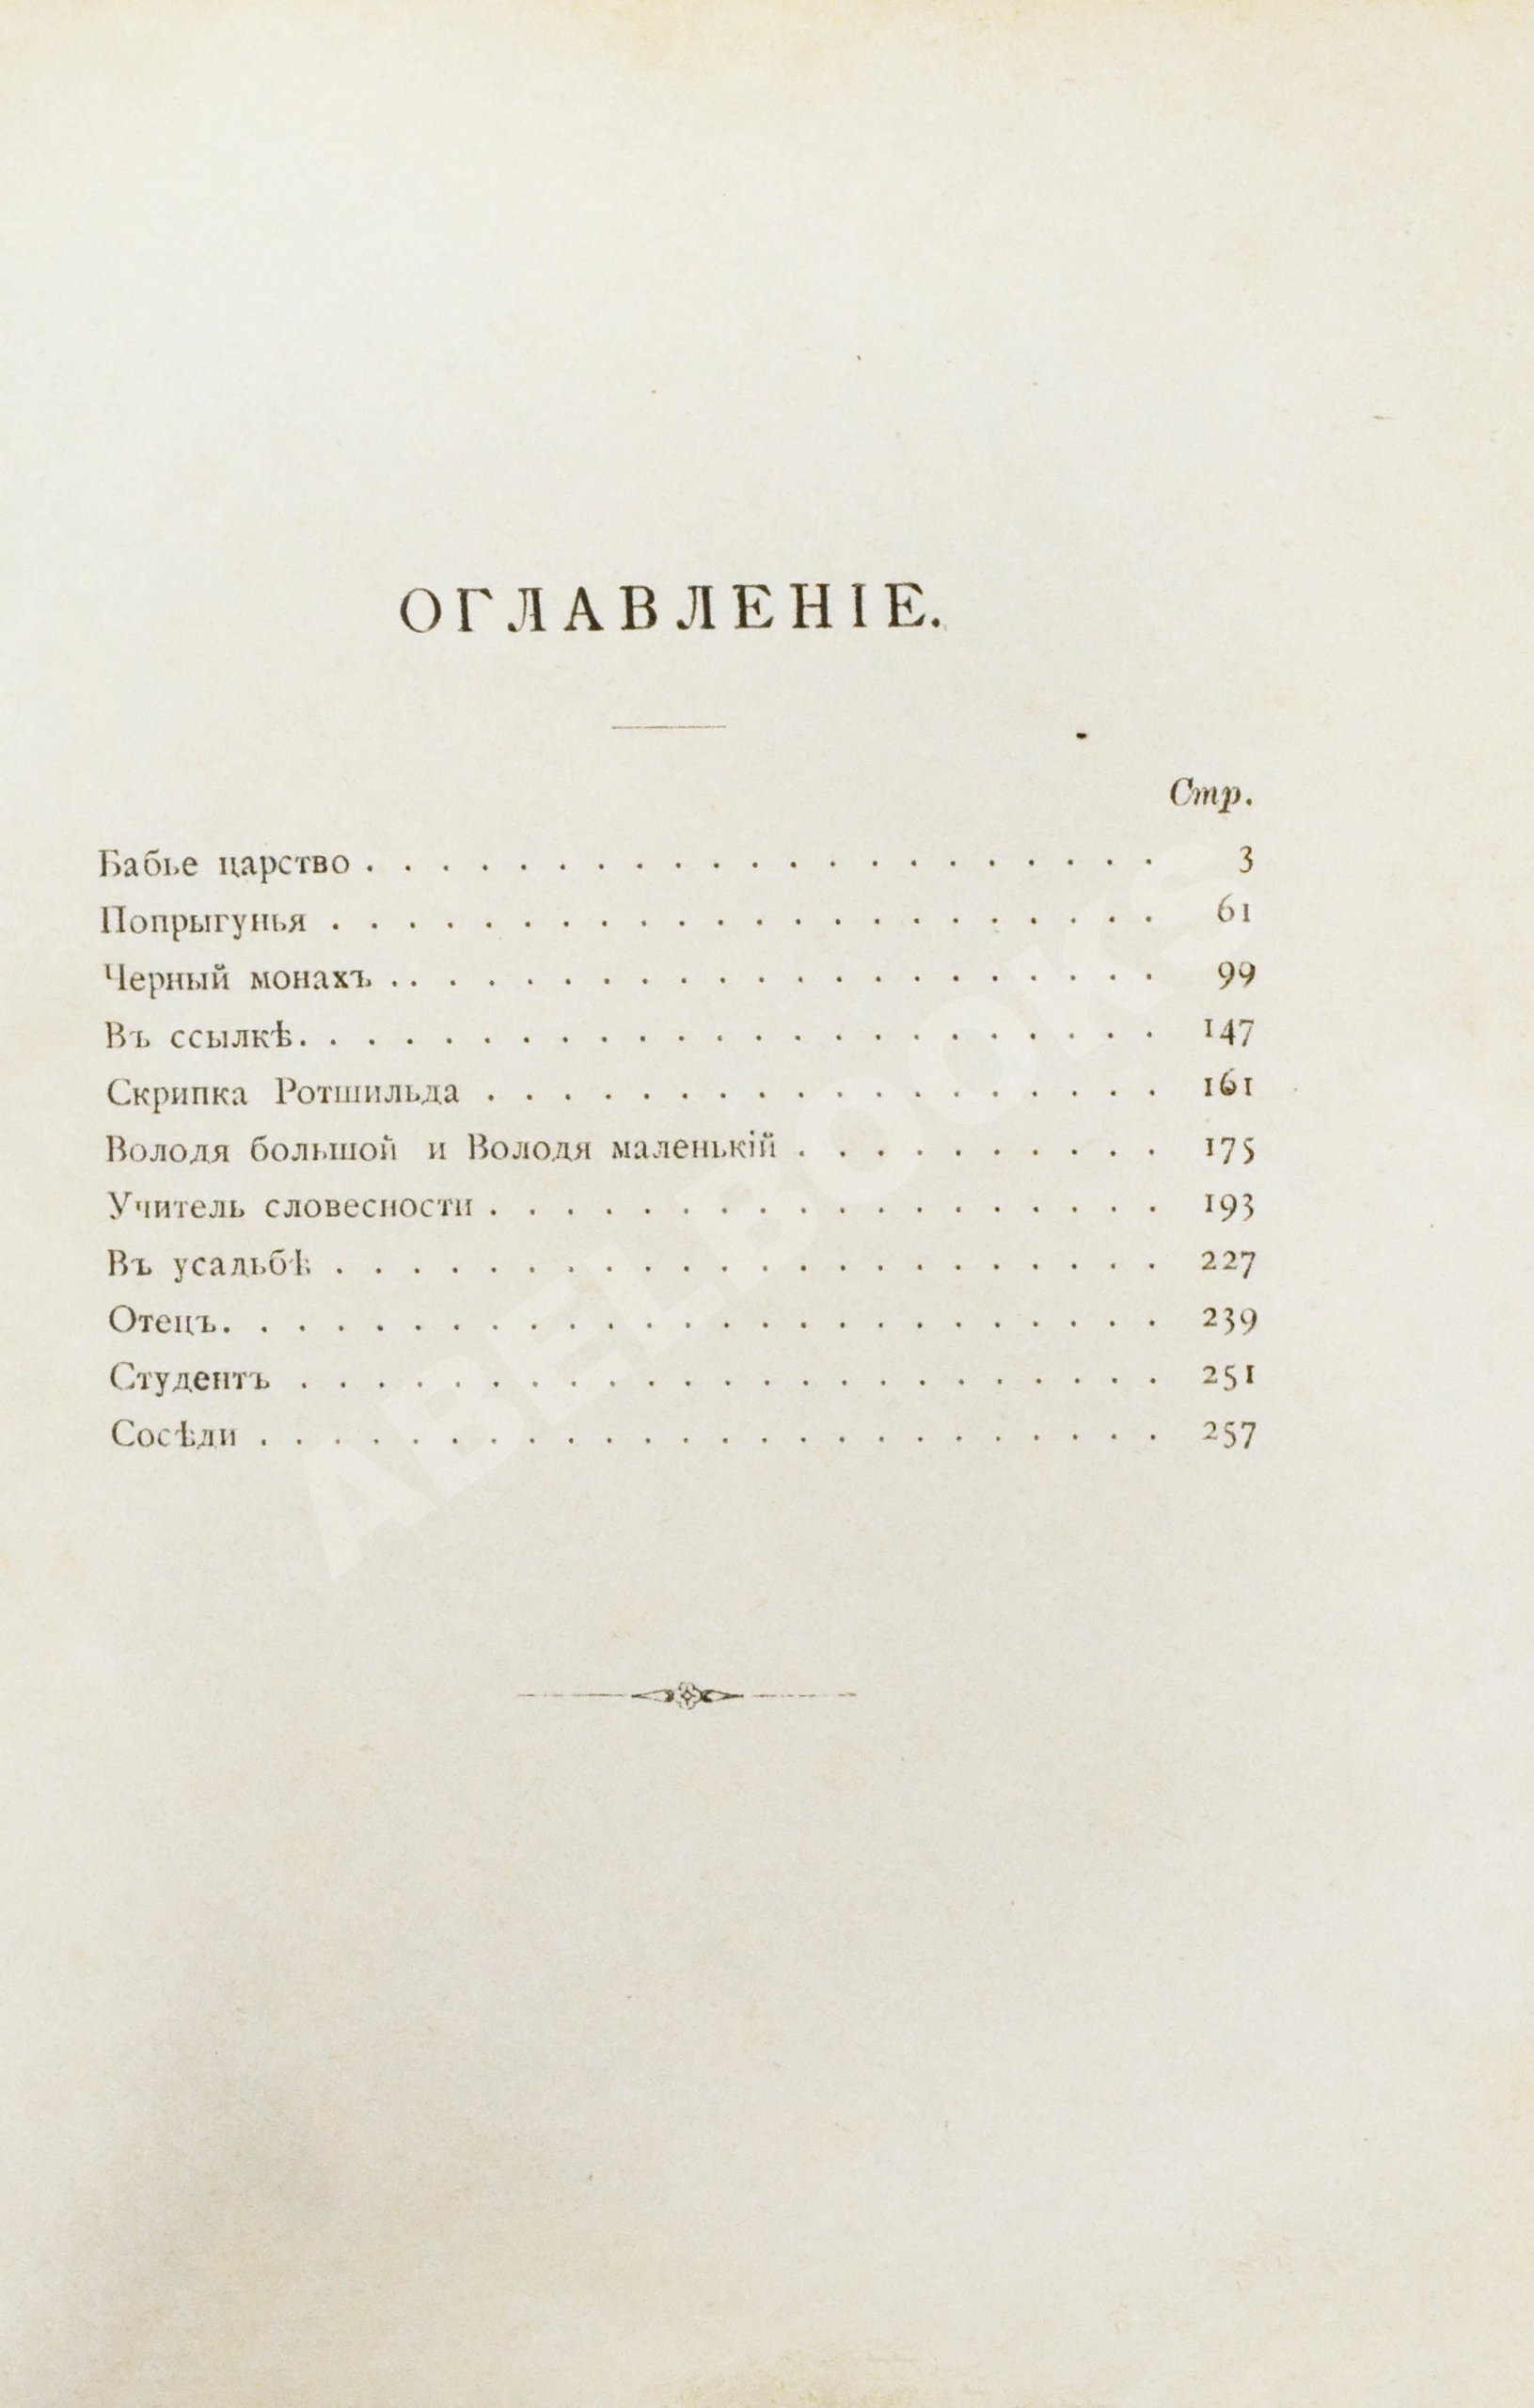 ОГЛАВЛЕНІЕ.
Стр.
Бабье царство . . . . . . . . . . . . . . . . . . . . . 3
Попрыгунья . . . . . . . . . . . . . . . . . . . . . . 61
Черный монахъ . . . . . . . . . . . . . . . . . . . . . 99
Въ ссылкѣ. . . . . . . . . . . . . . . . . . . . . . . 147
Скрипка Ротшильда . . . . . . . . . . . . . . . . . . 161
Володя большой и Володя маленькій . . . . . . . . . . 175
Учитель словесности . . . . . . . . . . . . . . . . . . 193
Въ усадьбѣ . . . . . . . . . . . . . . . . . . . . . . 227
Отецъ. . . . . . . . . . . . . . . . . . . . . . . . . 239
Студентъ . . . . . . . . . . . . . . . . . . . . . . . 251
Сосѣди . . . . . . . . . . . . . . . . . . . . . . . . 257
ABELBOOKS